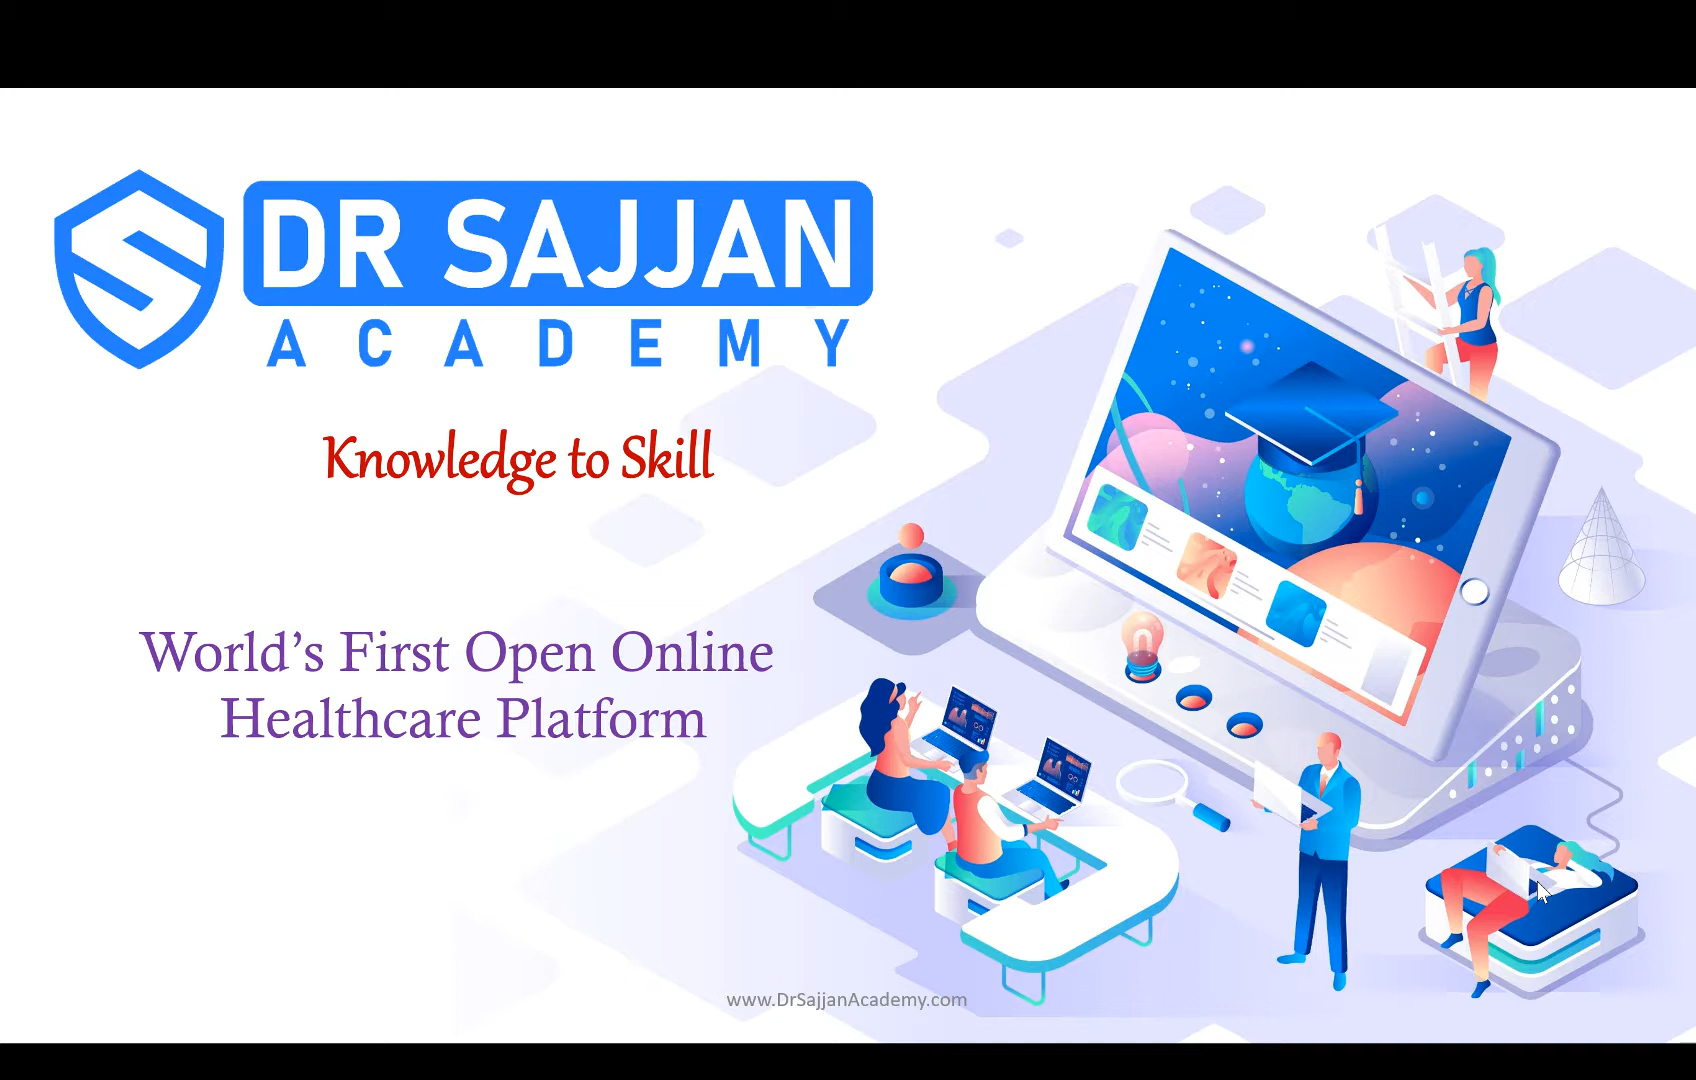 DR SAJJAN
ACADEMY
Knowledge to Skill
World’s First Open Online
Healthcare Platform
www.DrSajjanAcademy.com